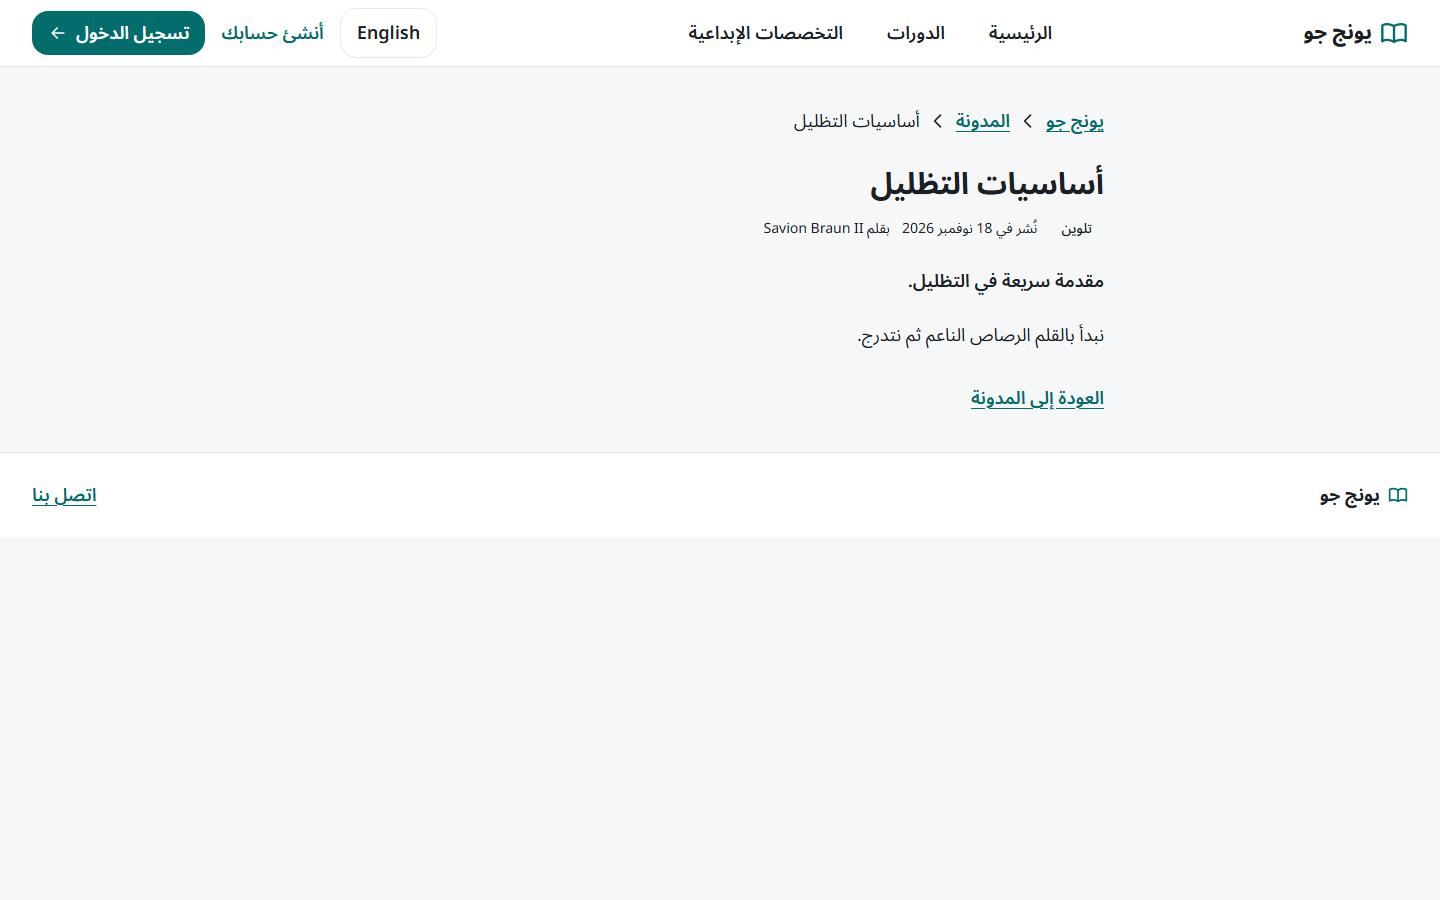 يونج جو
الرئيسية
الدورات
التخصصات الإبداعية
English
أنشئ حسابك
تسجيل الدخول
يونج جو
المدونة
أساسيات التظليل
أساسيات التظليل
تلوين
نُشر في 18 نوفمبر 2026
بقلم Savion Braun II
مقدمة سريعة في التظليل.
نبدأ بالقلم الرصاص الناعم ثم نتدرج.
العودة إلى المدونة
يونج جو
اتصل بنا